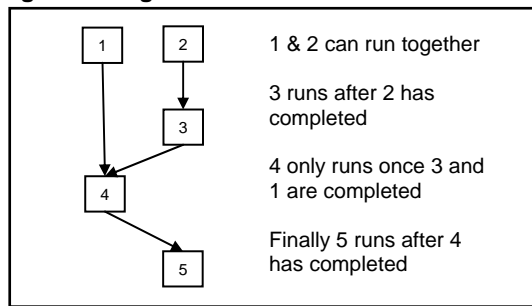 1
2
1 & 2 can run together
3 runs after 2 has
completed
3
4 only runs once 3 and
1 are completed
4
Finally 5 runs after 4
has completed
5